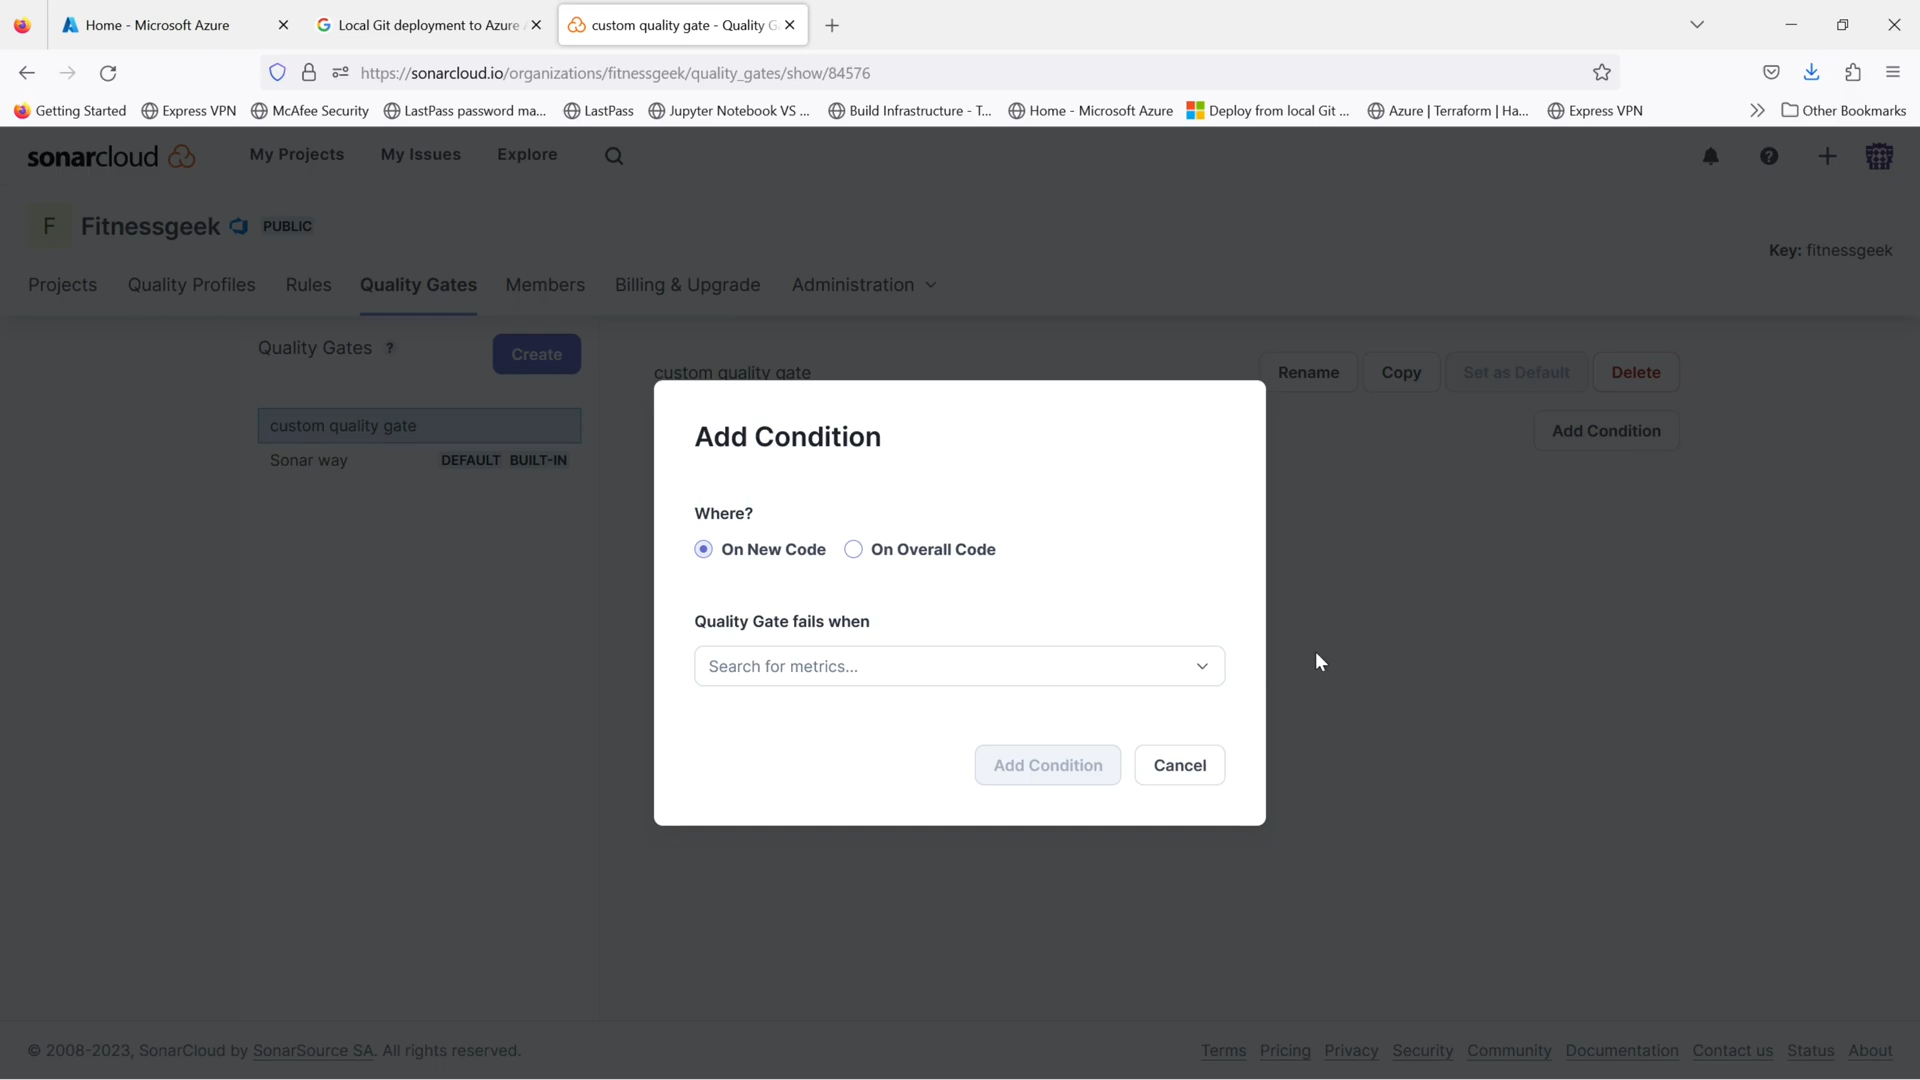 Home - Microsoft Azure
Local Git deployment to Azure
custom quality gate - Quality G
https://sonarcloud.io/organizations/fitnessgeek/quality_gates/show/84576
Getting Started Express VPN McAfee Security LastPass password ma... LastPass Jupyter Notebook VS ... Build Infrastructure - T... Home - Microsoft Azure Deploy from local Git ... Azure | Terraform | Ha... Express VPN Other Bookmarks
sonarcloud My Projects My Issues Explore
F Fitnessgeek PUBLIC
Key: fitnessgeek
Projects Quality Profiles Rules Quality Gates Members Billing & Upgrade Administration
Quality Gates ? Create
custom quality gate Rename Copy Set as Default Delete
custom quality gate
Add Condition
Sonar way DEFAULT BUILT-IN
Add Condition
Where?
On New Code On Overall Code
Quality Gate fails when
Search for metrics...
Add Condition Cancel
© 2008-2023, SonarCloud by SonarSource SA. All rights reserved.
Terms Pricing Privacy Security Community Documentation Contact us Status About